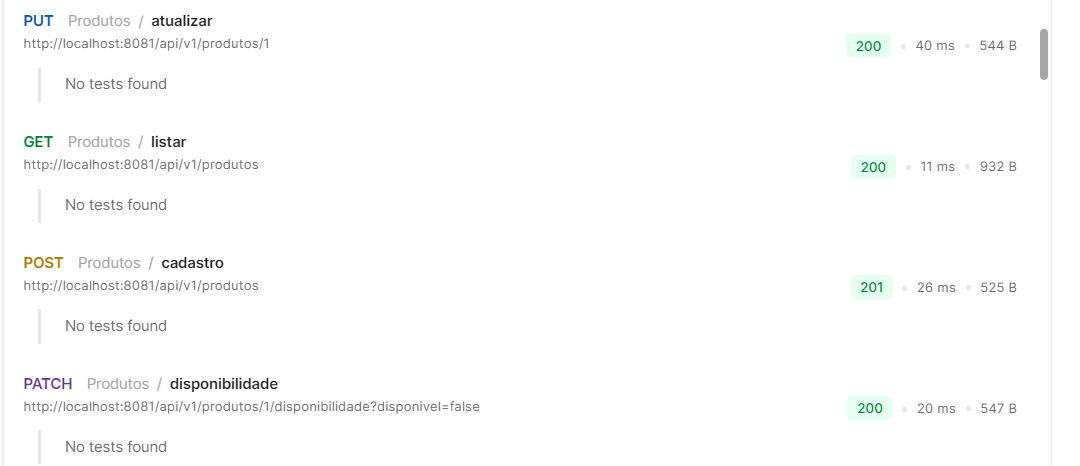 PUT Produtos / atualizar
http://localhost:8081/api/v1/produtos/1
200 • 40 ms • 544 B
No tests found
GET Produtos / listar
http://localhost:8081/api/v1/produtos
200 • 11 ms • 932 B
No tests found
POST Produtos / cadastro
http://localhost:8081/api/v1/produtos
201 • 26 ms • 525 B
No tests found
PATCH Produtos / disponibilidade
http://localhost:8081/api/v1/produtos/1/disponibilidade?disponivel=false
200 • 20 ms • 547 B
No tests found